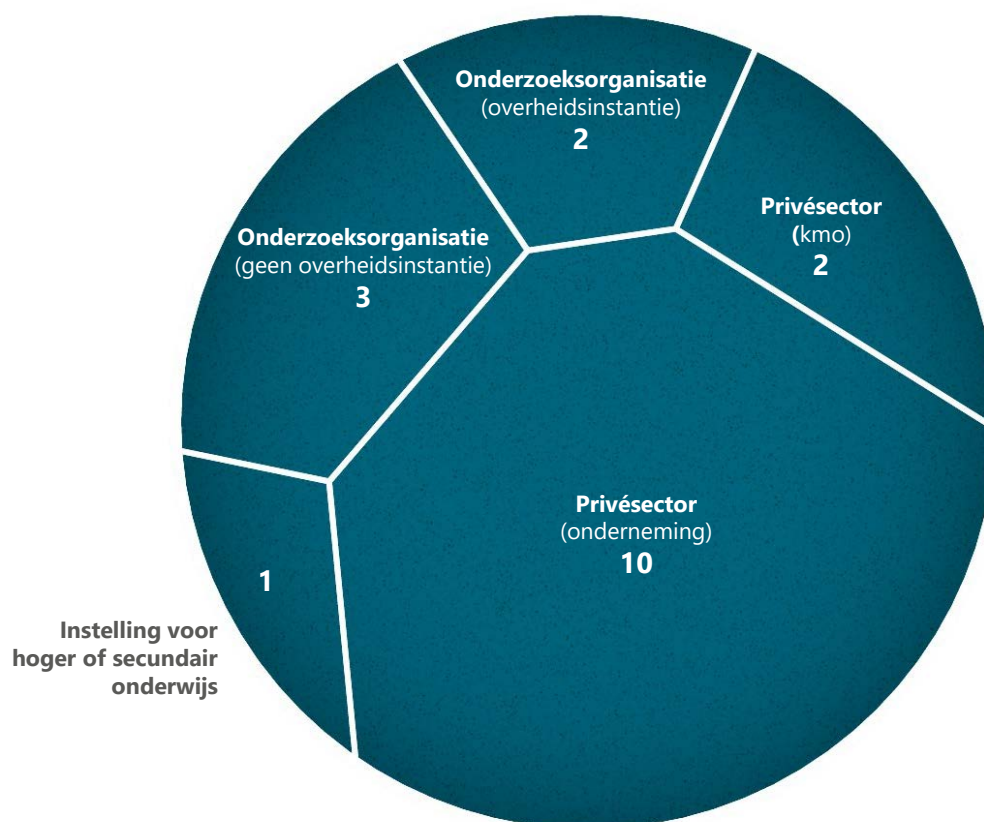 Onderzoeksorganisatie
(overheidsinstantie)
2
Privésector
(kmo)
2
Onderzoeksorganisatie
(geen overheidsinstantie)
3
Privésector
(onderneming)
10
1
Instelling voor
hoger of secundair
onderwijs